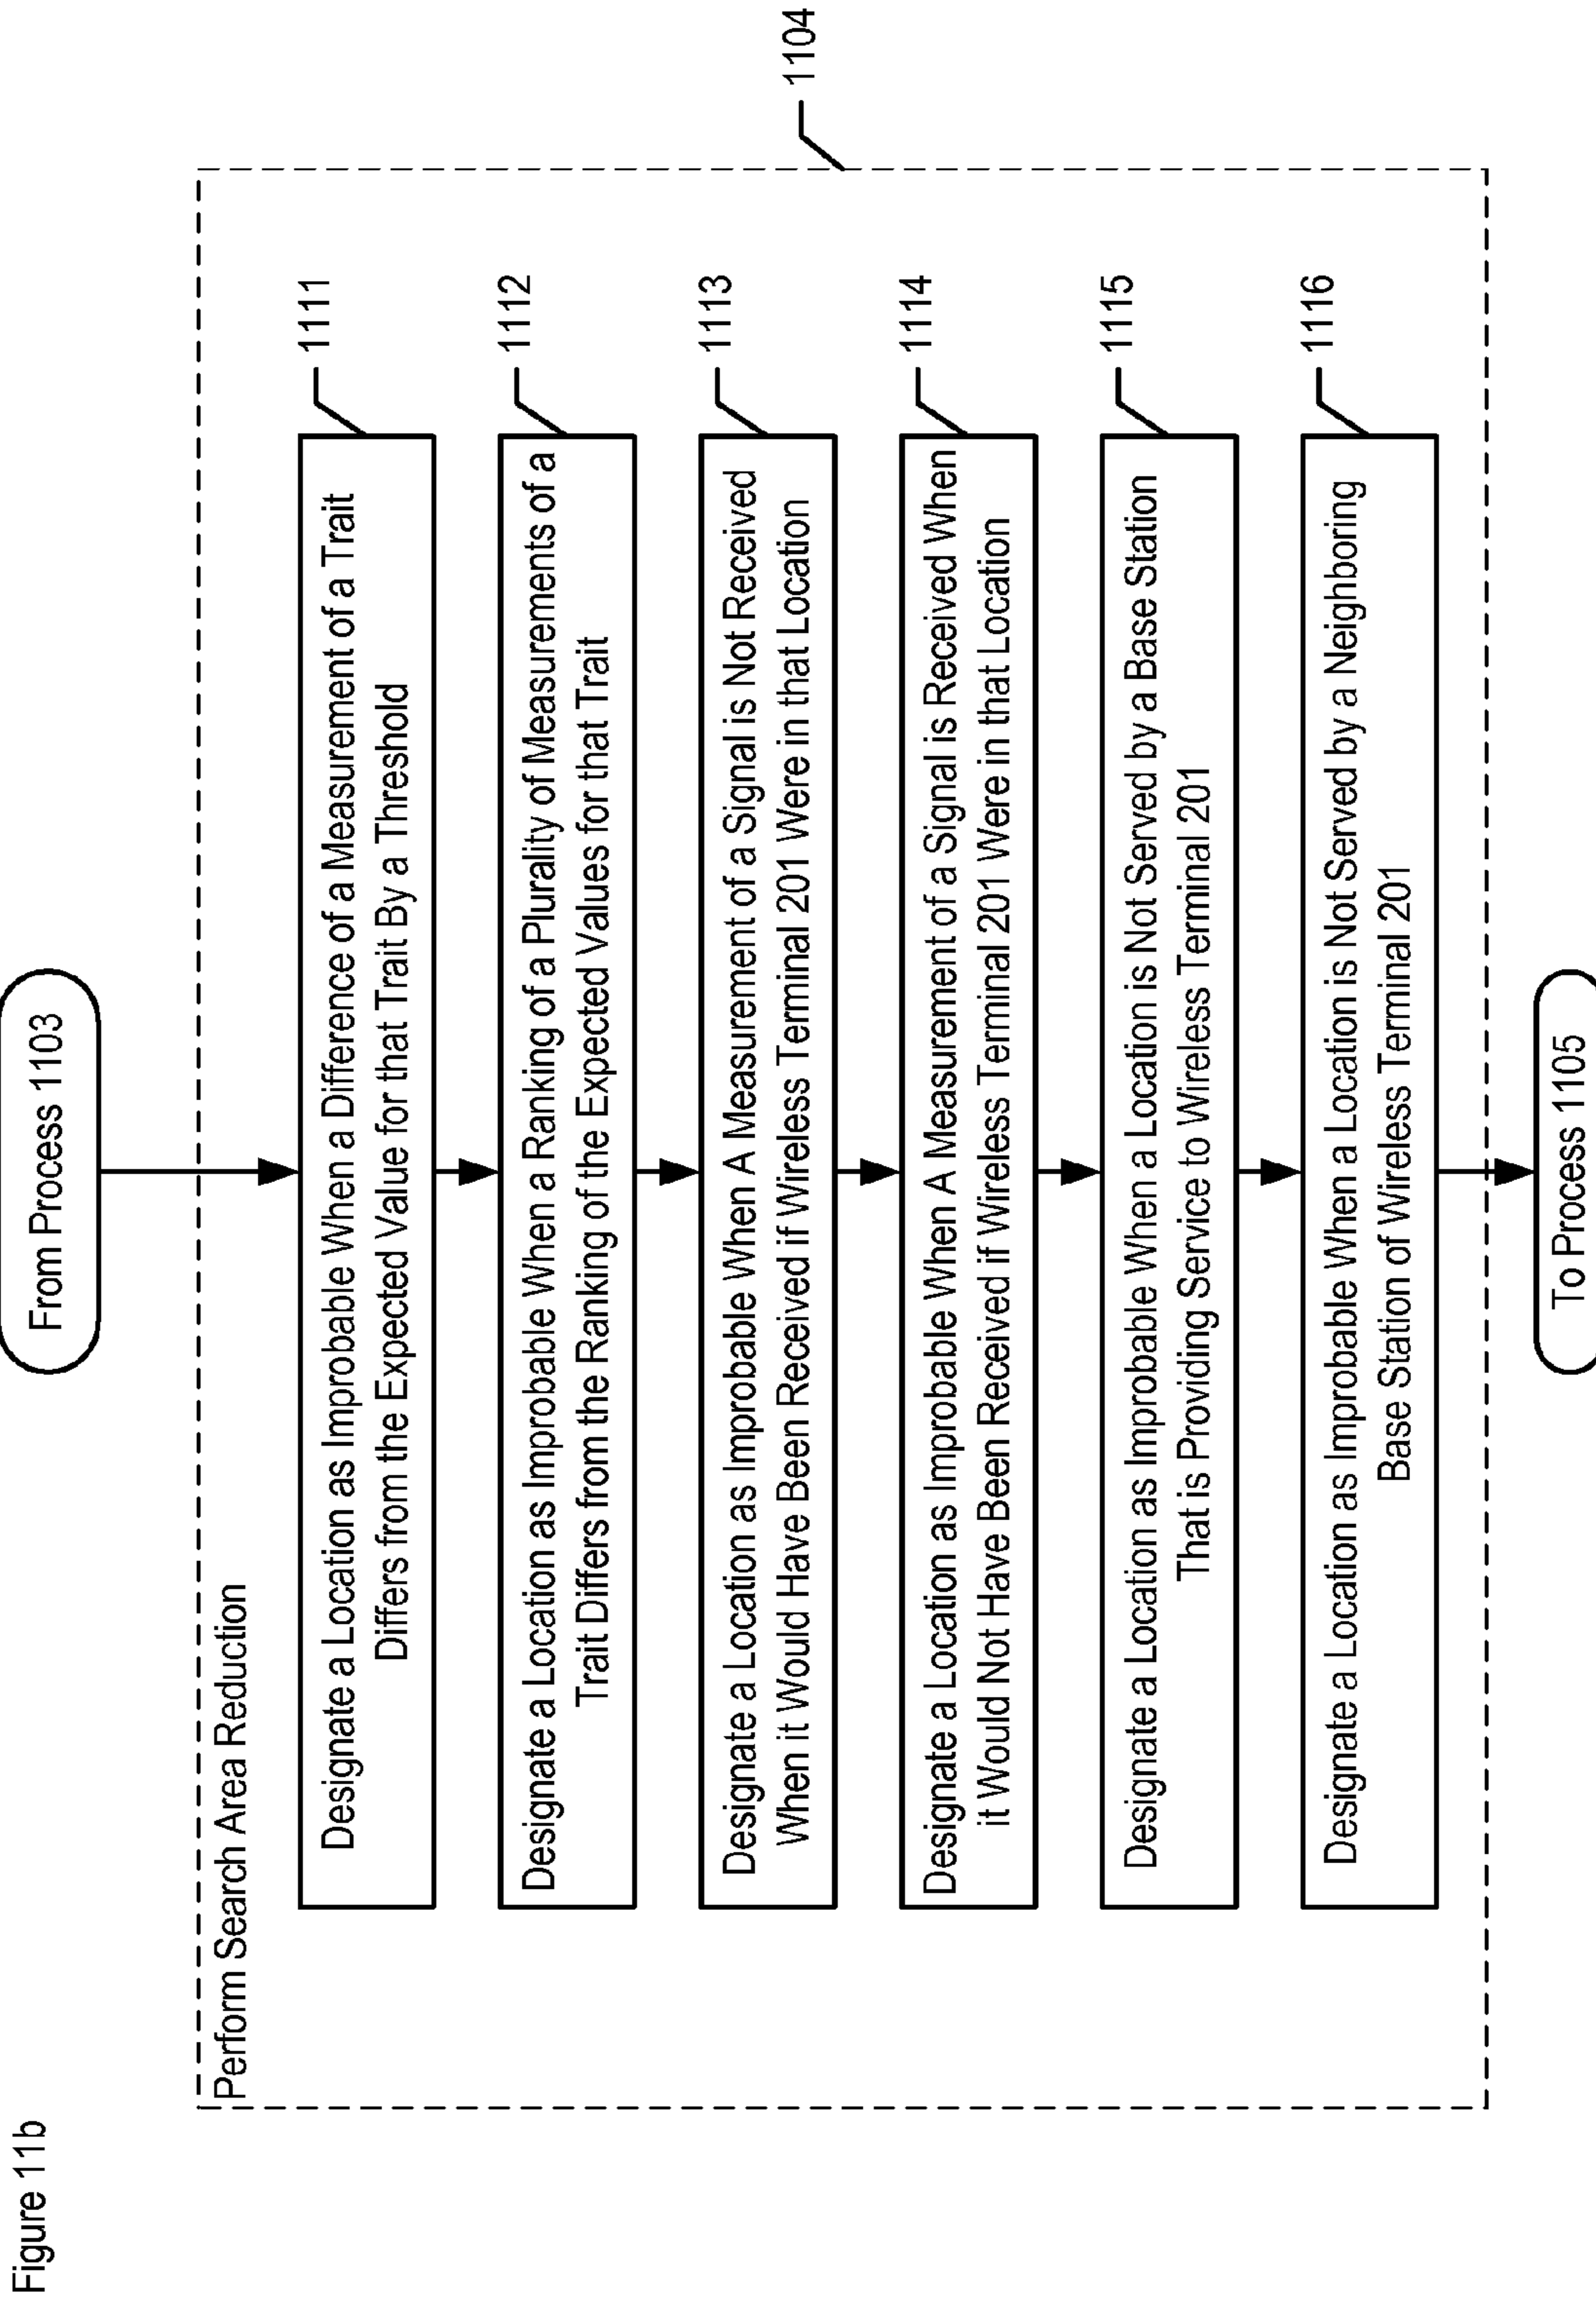 Figure 11b
From Process 1103
1104
Perform Search Area Reduction
1111
Designate a Location as Improbable When a Difference of a Measurement of a Trait
Differs from the Expected Value for that Trait By a Threshold
1112
Designate a Location as Improbable When a Ranking of a Plurality of Measurements of a
Trait Differs from the Ranking of the Expected Values for that Trait
1113
Designate a Location as Improbable When A Measurement of a Signal is Not Received
When it Would Have Been Received if Wireless Terminal 201 Were in that Location
1114
Designate a Location as Improbable When A Measurement of a Signal is Received When
it Would Not Have Been Received if Wireless Terminal 201 Were in that Location
1115
Designate a Location as Improbable When a Location is Not Served by a Base Station
That is Providing Service to Wireless Terminal 201
1116
Designate a Location as Improbable When a Location is Not Served by a Neighboring
Base Station of Wireless Terminal 201
To Process 1105